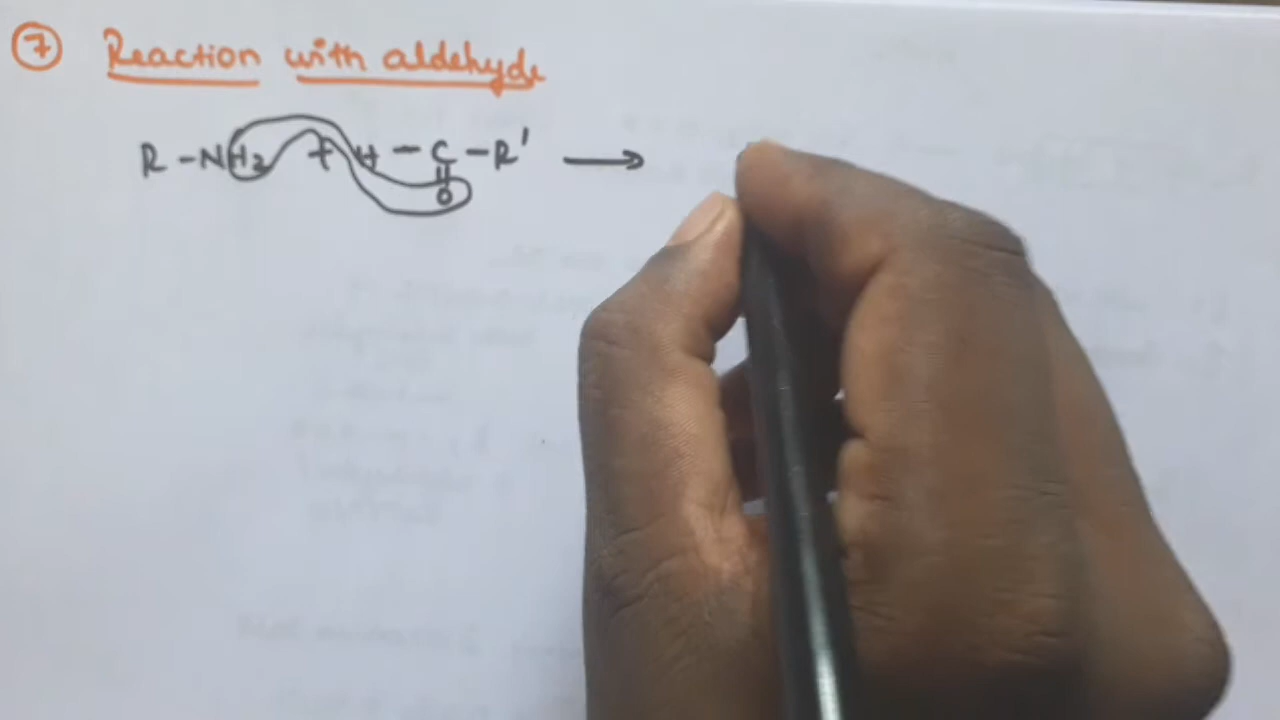 7 Reaction with aldehyde
R - NH2 + H - C - R' →
||
O